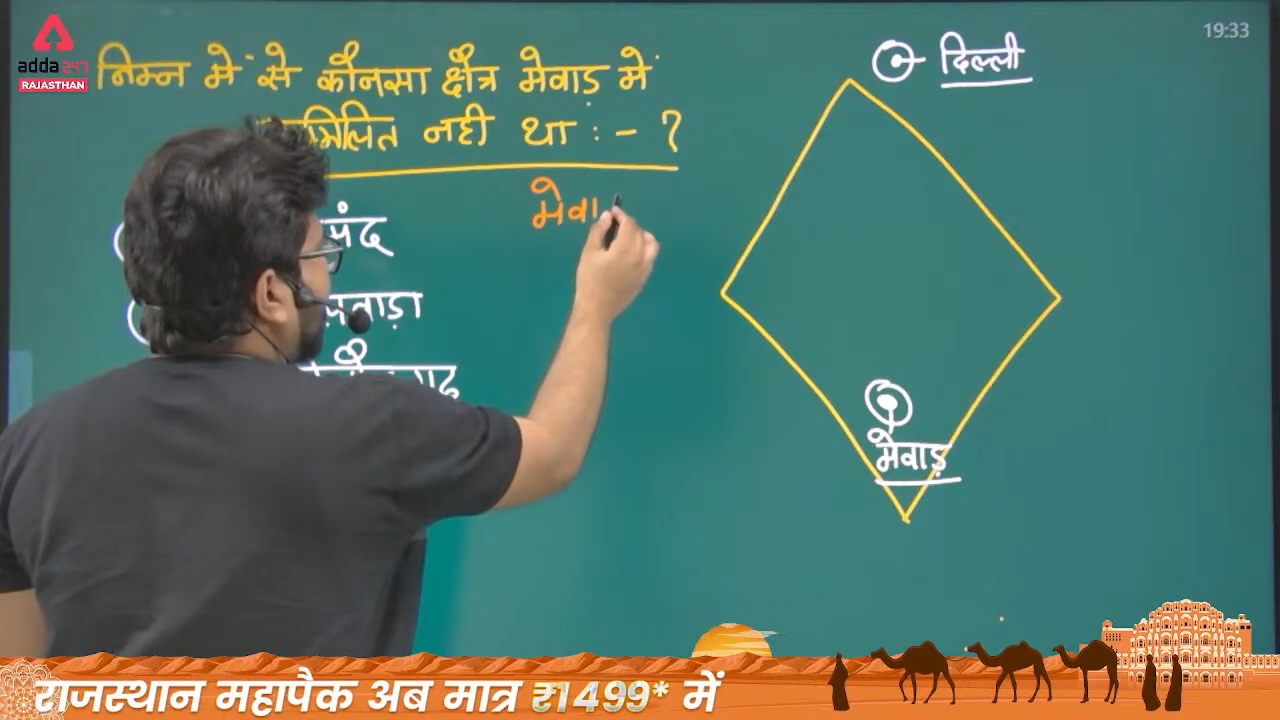 adda 247
RAJASTHAN
19:33
निम्न में से कौनसा क्षेत्र मेवाड़ में
नही था : - ?
दिल्ली
मेवा
मेवाड़
राजस्थान महापैक अब मात्र ₹1499* में